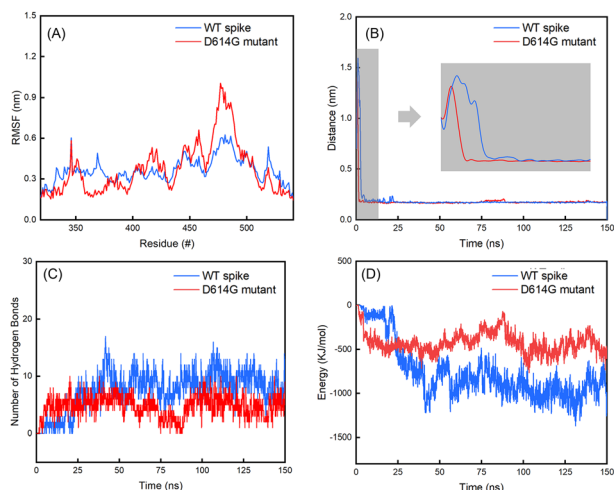 (A)
WT spike
D614G mutant
RMSF (nm)
1.5
1.2
0.9
0.6
0.3
0.0
350
400
450
500
Residue (#)
(B)
WT spike
D614G mutant
Distance (nm)
2.0
1.5
1.0
0.5
0.0
0
25
50
75
100
125
150
Time (ns)
(C)
WT spike
D614G mutant
Number of Hydrogen Bonds
30
20
10
0
0
25
50
75
100
125
150
Time (ns)
(D)
WT spike
D614G mutant
Energy (KJ/mol)
500
0
-500
-1000
-1500
0
25
50
75
100
125
150
Time (ns)